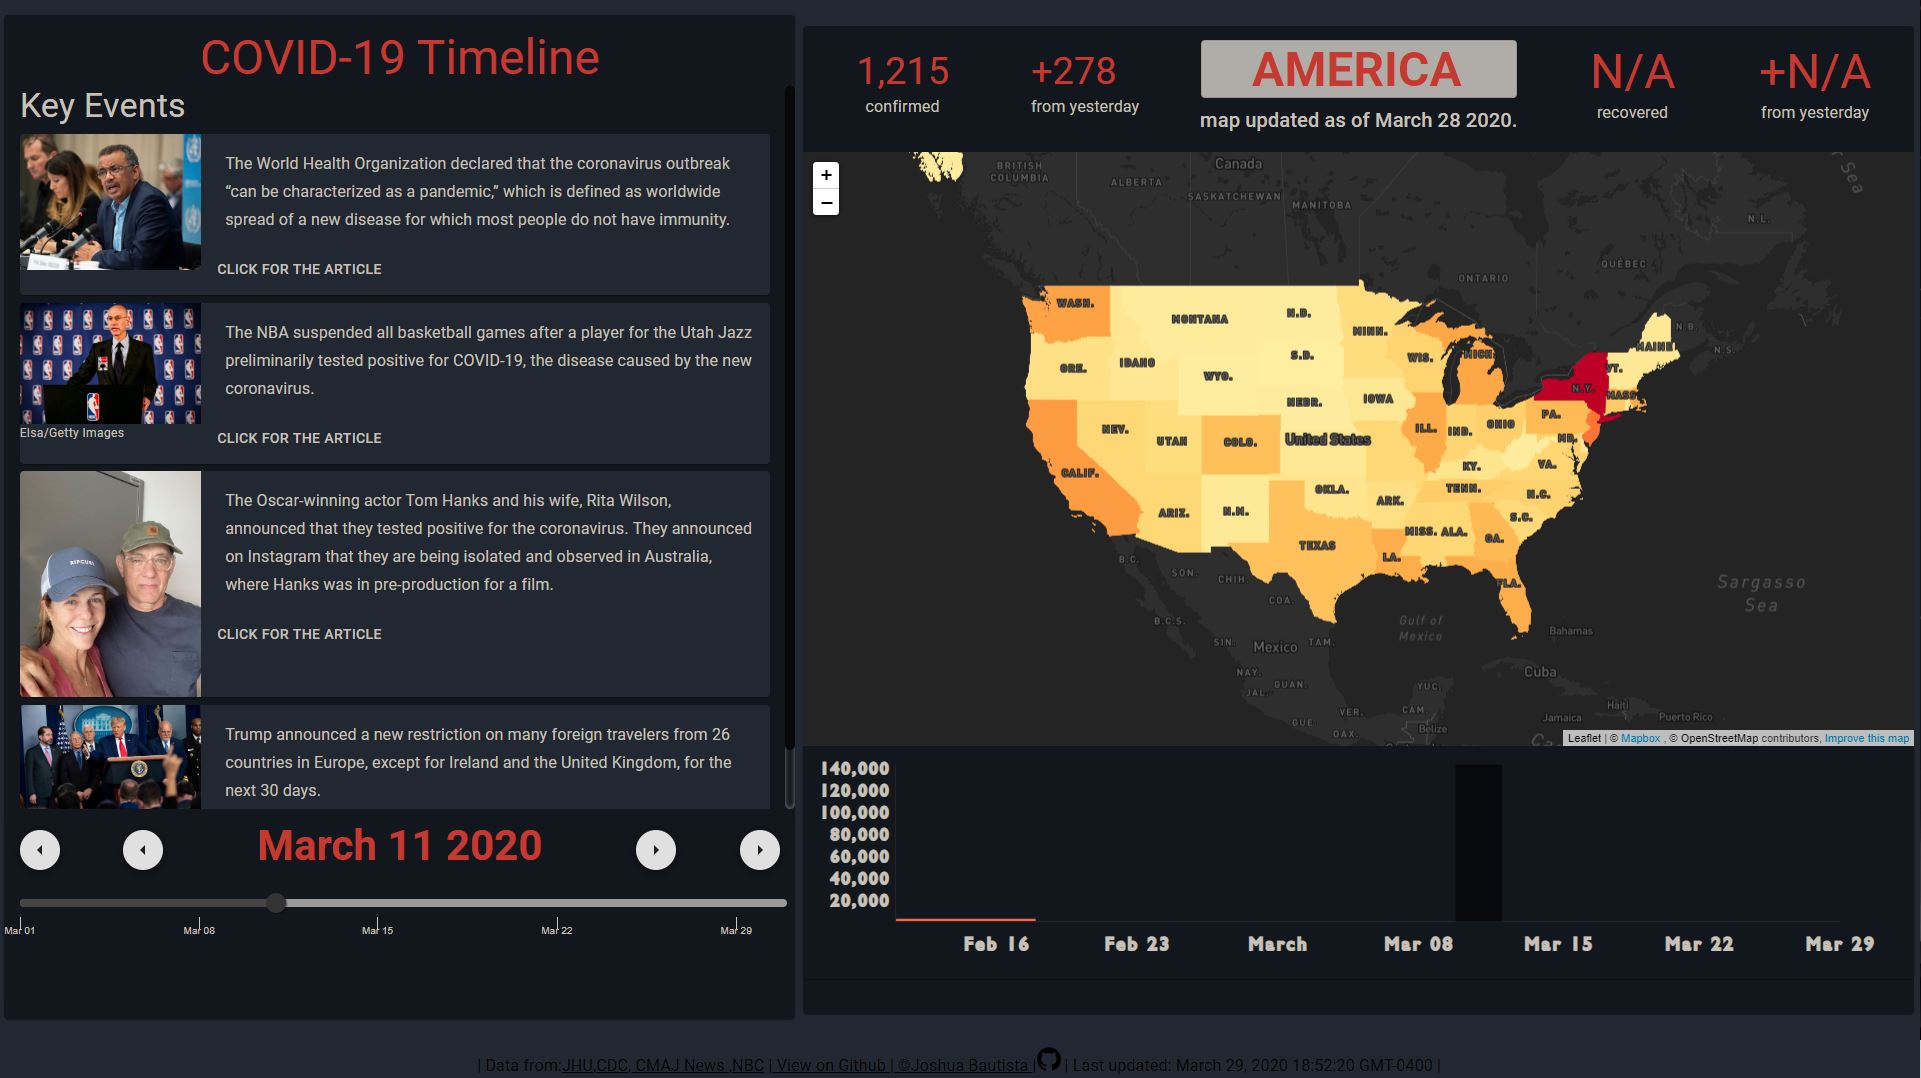 COVID-19 Timeline
Key Events
The World Health Organization declared that the coronavirus outbreak
“can be characterized as a pandemic,” which is defined as worldwide
spread of a new disease for which most people do not have immunity.
CLICK FOR THE ARTICLE
The NBA suspended all basketball games after a player for the Utah Jazz
preliminarily tested positive for COVID-19, the disease caused by the new
coronavirus.
Elsa/Getty Images
CLICK FOR THE ARTICLE
The Oscar-winning actor Tom Hanks and his wife, Rita Wilson,
announced that they tested positive for the coronavirus. They announced
on Instagram that they are being isolated and observed in Australia,
where Hanks was in pre-production for a film.
CLICK FOR THE ARTICLE
Trump announced a new restriction on many foreign travelers from 26
countries in Europe, except for Ireland and the United Kingdom, for the
next 30 days.
March 11 2020
Mar 01 Mar 08 Mar 15 Mar 22 Mar 29
1,215 +278 AMERICA N/A +N/A
confirmed from yesterday recovered from yesterday
map updated as of March 28 2020.
+
−
Canada
BRITISH
COLUMBIA
ALBERTA
SASKATCHEWAN
MANITOBA
Sea
N.L.
QUÉBEC
ONTARIO
WASH.
MONTANA
N.D.
MINN.
N.B.
N.S.
MAINE
ORE.
IDAHO
WYO.
S.D.
WIS.
MICH.
VT.
N.Y.
MASS.
NEBR.
IOWA
PA.
NEV.
UTAH
COLO.
United States
ILL.
IND.
OHIO
MD.
CALIF.
KY.
VA.
OKLA.
ARK.
TENN.
N.C.
ARIZ.
N.M.
MISS.
ALA.
GA.
S.C.
TEXAS
LA.
FLA.
B.C.
SON.
CHIH.
COA.
B.C.S.
SIN.
Mexico
TAM.
Gulf of
Mexico
Sargasso
Sea
Bahamas
NAY.
GUAN.
JAL.
YUC.
Cuba
VER.
CAM.
GUE.
OAX.
Belize
Haiti
Jamaica
Puerto Rico
Ca
Leaflet | © Mapbox , © OpenStreetMap contributors, Improve this map
140,000
120,000
100,000
80,000
60,000
40,000
20,000
Feb 16 Feb 23 March Mar 08 Mar 15 Mar 22 Mar 29
| Data from:JHU,CDC, CMAJ News ,NBC | View on Github | ©Joshua Bautista | | Last updated: March 29, 2020 18:52:20 GMT-0400 |